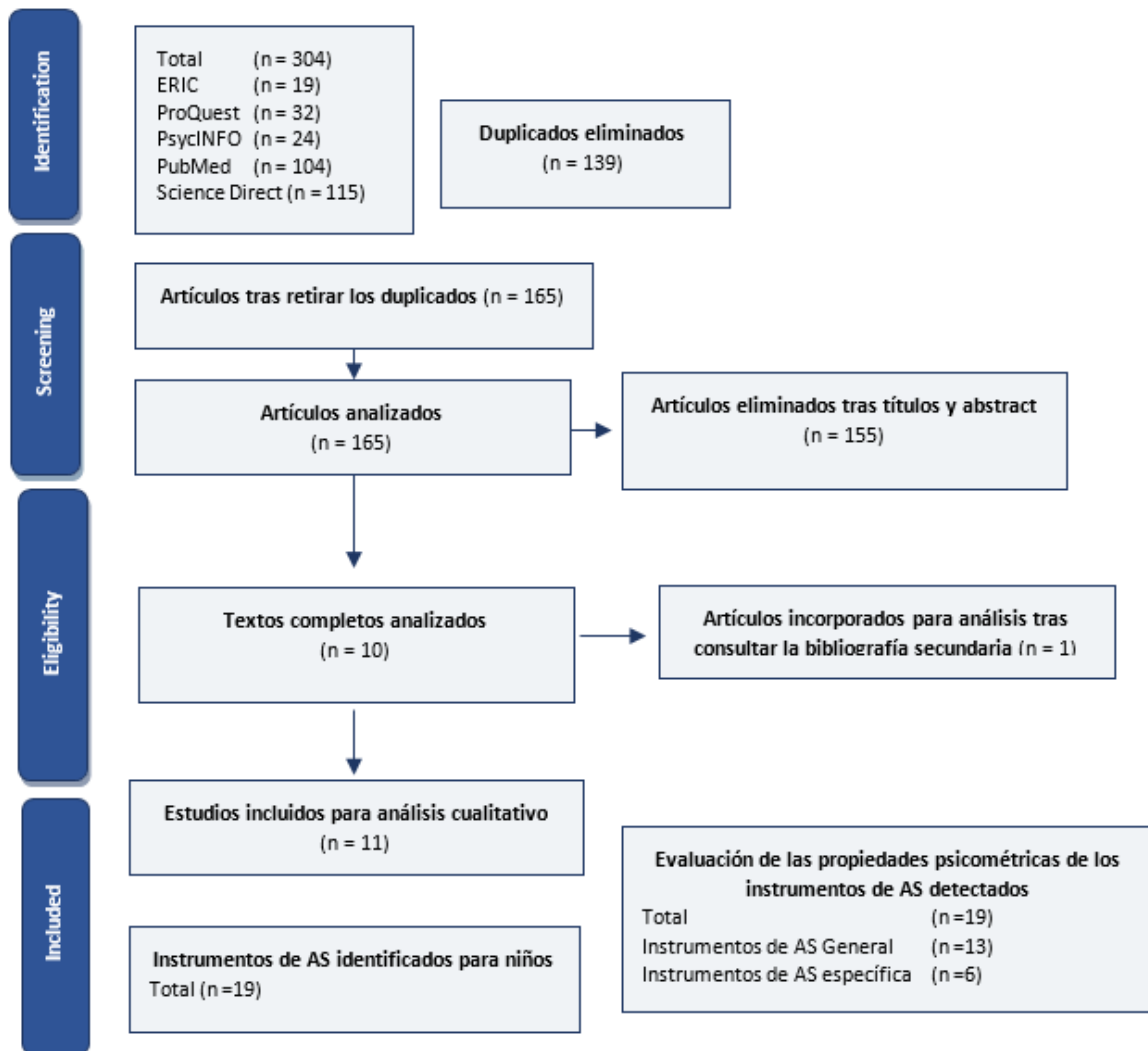 Identification
Total (n = 304)
ERIC (n = 19)
ProQuest (n = 32)
PsycINFO (n = 24)
PubMed (n = 104)
Science Direct (n = 115)
Duplicados eliminados
(n = 139)
Screening
Artículos tras retirar los duplicados (n = 165)
Artículos analizados
(n = 165)
Artículos eliminados tras títulos y abstract
(n = 155)
Eligibility
Textos completos analizados
(n = 10)
Artículos incorporados para análisis tras
consultar la bibliografía secundaria (n = 1)
Included
Estudios incluidos para análisis cualitativo
(n = 11)
Instrumentos de AS identificados para niños
Total (n =19)
Evaluación de las propiedades psicométricas de los
instrumentos de AS detectados
Total (n =19)
Instrumentos de AS General (n =13)
Instrumentos de AS específica (n =6)